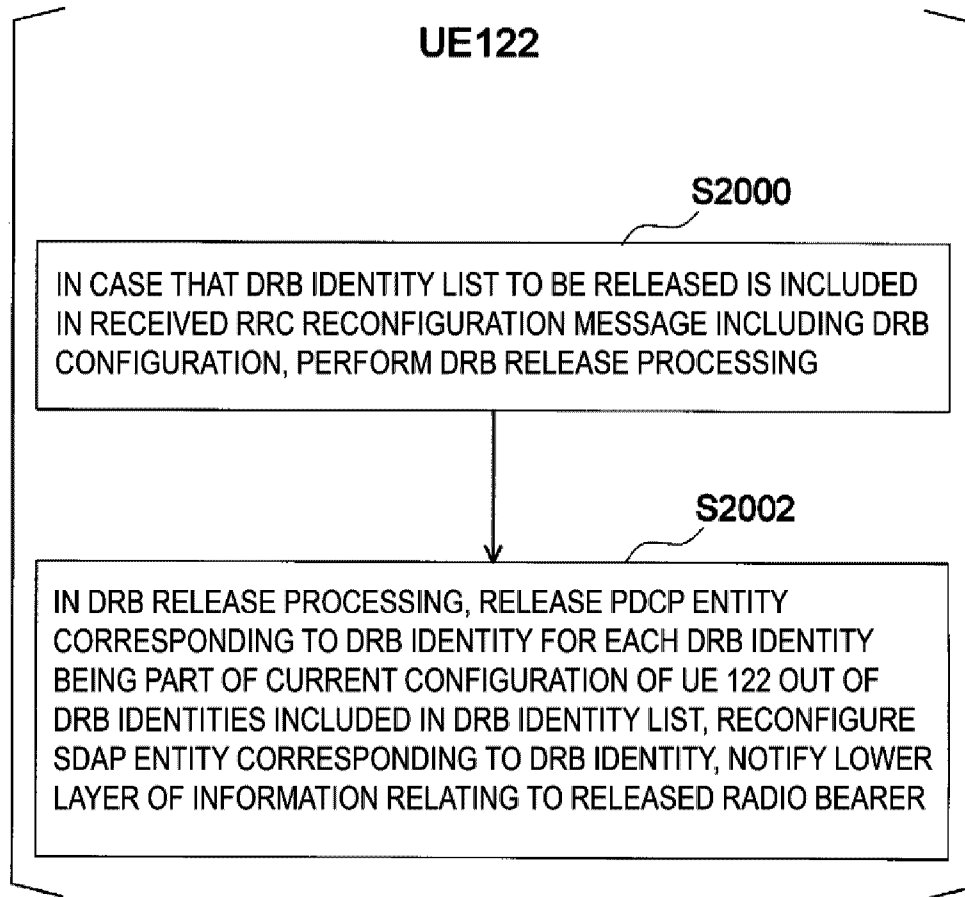 UE122
S2000
IN CASE THAT DRB IDENTITY LIST TO BE RELEASED IS INCLUDED
IN RECEIVED RRC RECONFIGURATION MESSAGE INCLUDING DRB
CONFIGURATION, PERFORM DRB RELEASE PROCESSING
S2002
IN DRB RELEASE PROCESSING, RELEASE PDCP ENTITY
CORRESPONDING TO DRB IDENTITY FOR EACH DRB IDENTITY
BEING PART OF CURRENT CONFIGURATION OF UE 122 OUT OF
DRB IDENTITIES INCLUDED IN DRB IDENTITY LIST, RECONFIGURE
SDAP ENTITY CORRESPONDING TO DRB IDENTITY, NOTIFY LOWER
LAYER OF INFORMATION RELATING TO RELEASED RADIO BEARER